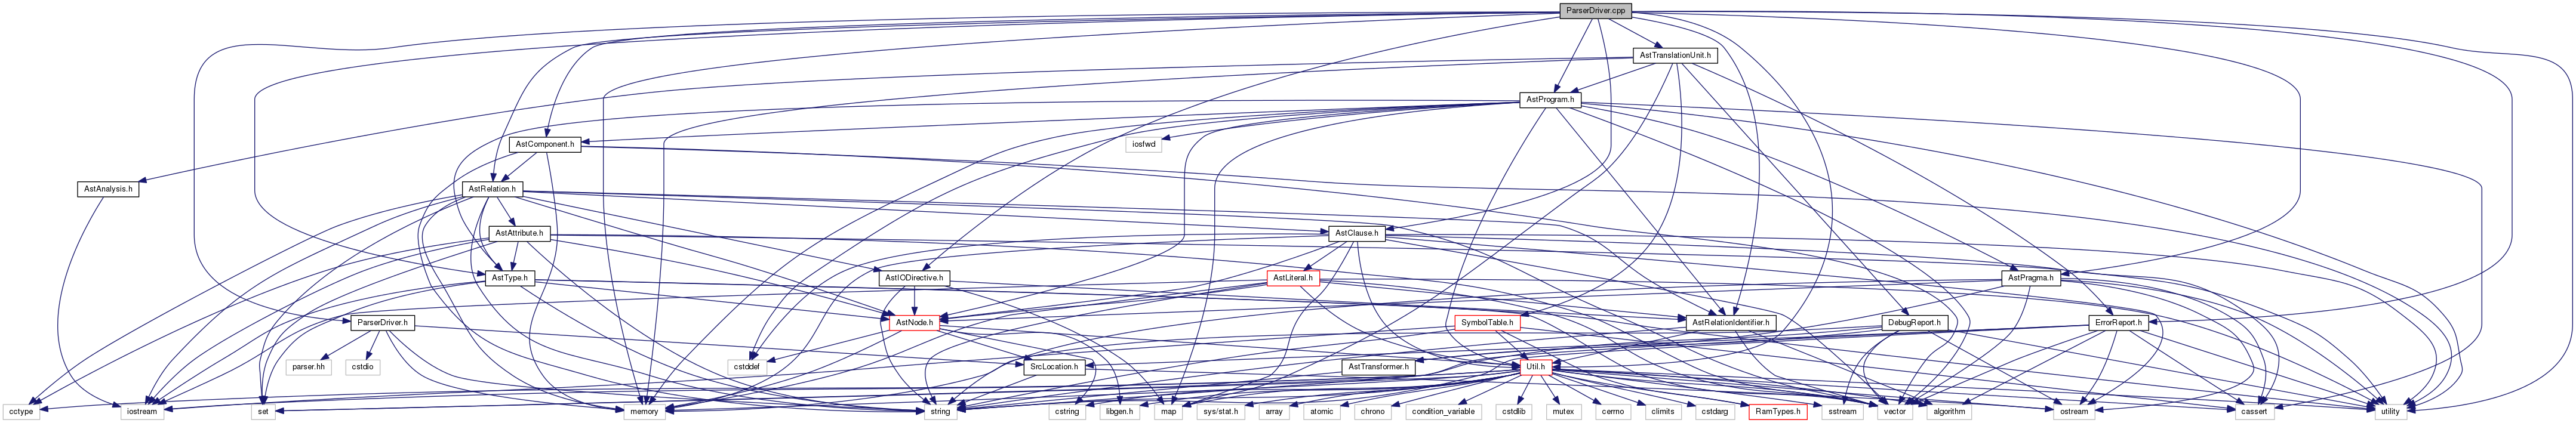 ParserDriver.cpp
AstTranslationUnit.h
AstProgram.h
AstComponent.h
iosfwd
AstAnalysis.h
AstRelation.h
AstAttribute.h
AstClause.h
AstType.h
AstIODirective.h
AstLiteral.h
AstPragma.h
ParserDriver.h
AstNode.h
SymbolTable.h
AstRelationIdentifier.h
DebugReport.h
ErrorReport.h
parser.hh
cstdio
cstddef
SrcLocation.h
AstTransformer.h
Util.h
cctype
iostream
set
memory
string
cstring
libgen.h
map
sys/stat.h
array
atomic
chrono
condition_variable
cstdlib
mutex
cerrno
climits
cstdarg
RamTypes.h
sstream
vector
algorithm
ostream
cassert
utility